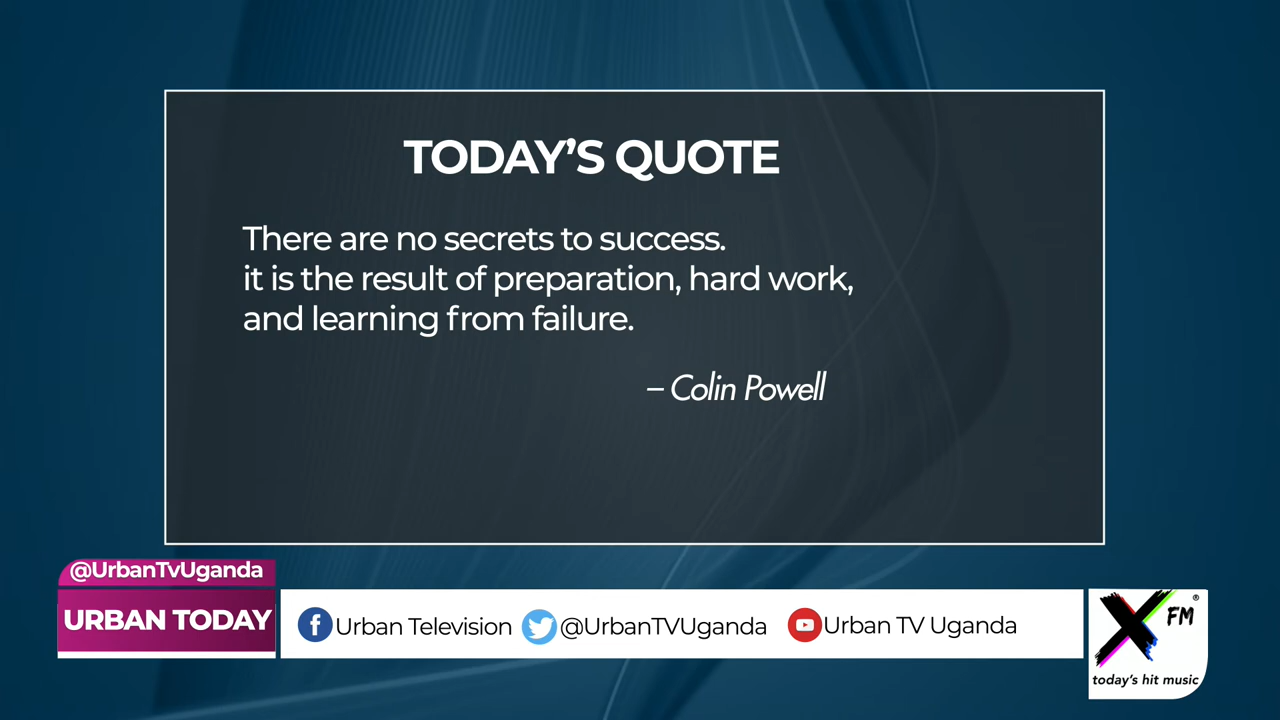 TODAY'S QUOTE
There are no secrets to success.
it is the result of preparation, hard work,
and learning from failure.
– Colin Powell
@UrbanTvUganda
URBAN TODAY
Urban Television @UrbanTVUganda Urban TV Uganda
X FM ®
today's hit music